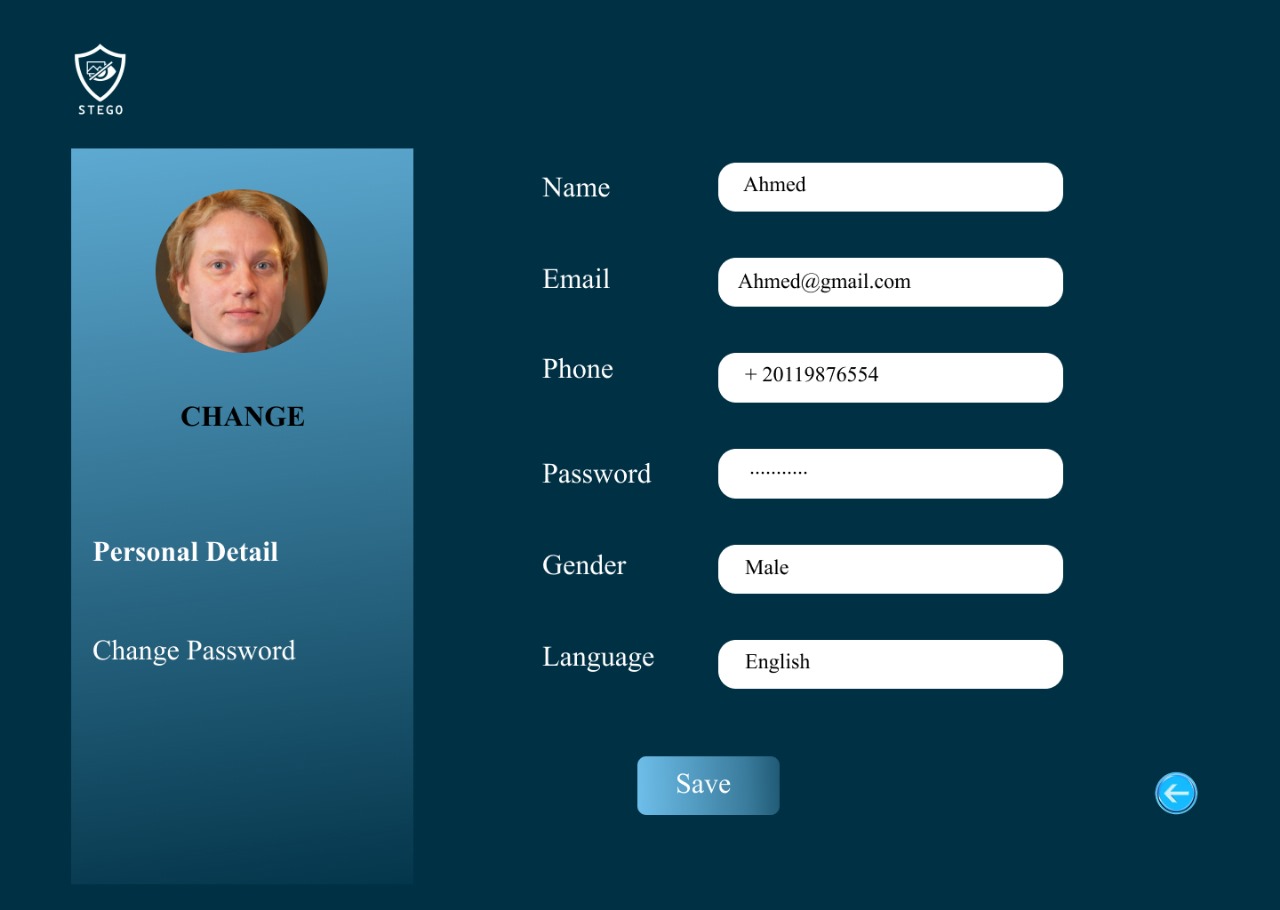 STEGO
CHANGE
Personal Detail
Change Password
Name
Ahmed
Email
Ahmed@gmail.com
Phone
+ 20119876554
Password
...........
Gender
Male
Language
English
Save